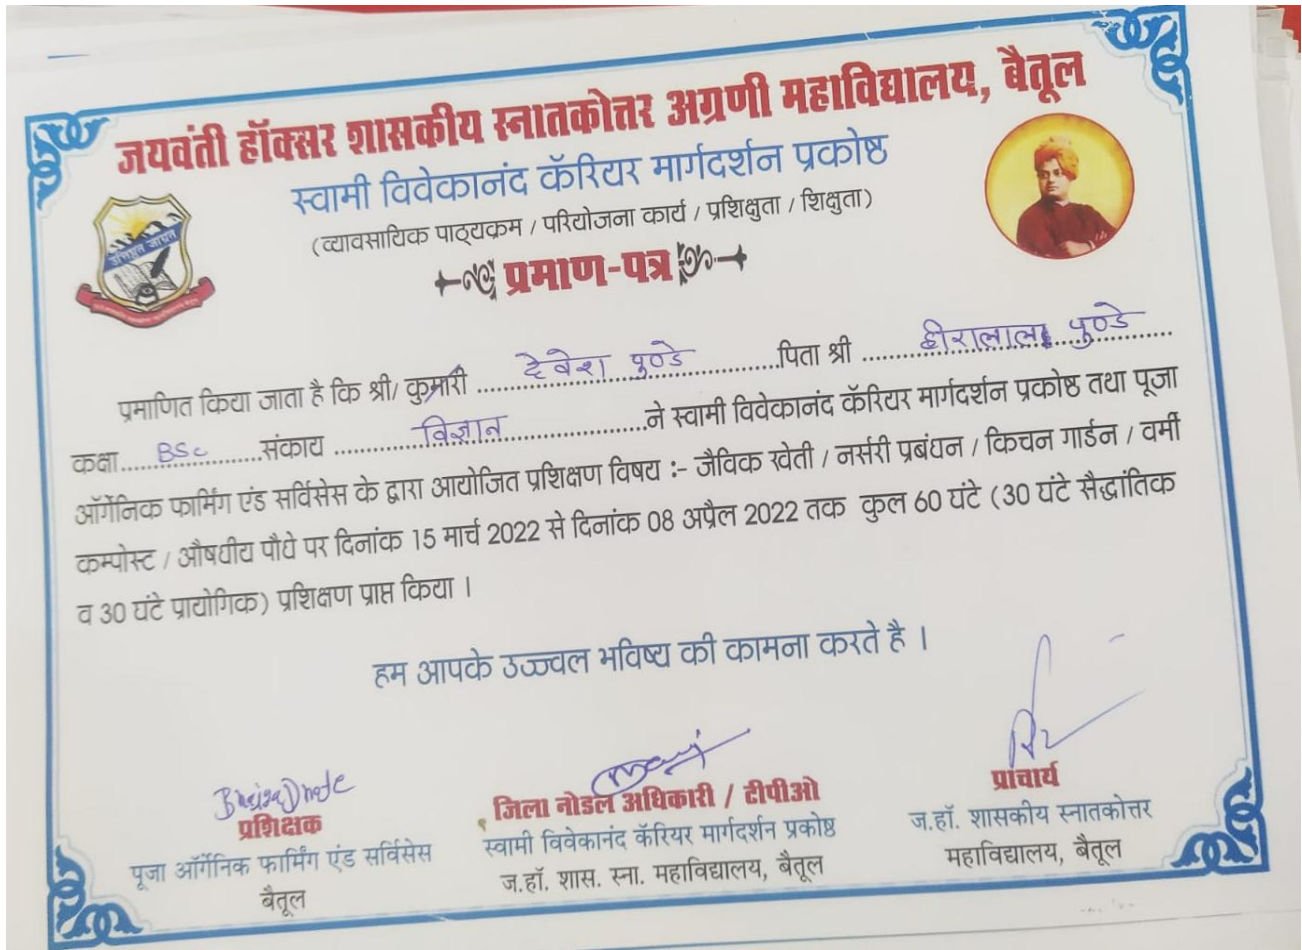 जयवंती हॉक्सर शासकीय स्नातकोत्तर अग्रणी महाविद्यालय, बैतूल
स्वामी विवेकानंद कॅरियर मार्गदर्शन प्रकोष्ठ
(व्यावसायिक पाठ्यक्रम / परियोजना कार्य / प्रशिक्षुता / शिक्षुता)
प्रमाण-पत्र
प्रमाणित किया जाता है कि श्री/ कुमारी देवेश पुण्डे पिता श्री हीरालाल पुण्डे
कक्षा BSc संकाय विज्ञान ने स्वामी विवेकानंद कॅरियर मार्गदर्शन प्रकोष्ठ तथा पूजा
ऑर्गेनिक फार्मिंग एंड सर्विसेस के द्वारा आयोजित प्रशिक्षण विषय :- जैविक खेती / नर्सरी प्रबंधन / किचन गार्डन / वर्मी
कम्पोस्ट / औषधीय पौधे पर दिनांक 15 मार्च 2022 से दिनांक 08 अप्रैल 2022 तक कुल 60 घंटे (30 घंटे सैद्धांतिक
व 30 घंटे प्रायोगिक) प्रशिक्षण प्राप्त किया ।
हम आपके उज्ज्वल भविष्य की कामना करते है ।
प्रशिक्षक
पूजा ऑर्गेनिक फार्मिंग एंड सर्विसेस
बैतूल
जिला नोडल अधिकारी / टीपीओ
स्वामी विवेकानंद कॅरियर मार्गदर्शन प्रकोष्ठ
ज.हॉ. शास. स्ना. महाविद्यालय, बैतूल
प्राचार्य
ज.हॉ. शासकीय स्नातकोत्तर
महाविद्यालय, बैतूल